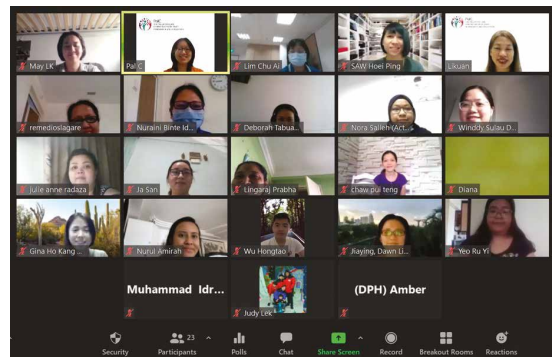 May LK
Pal C
Lim Chu Ai
SAW Hoei Ping
Likuan
remedioslagare
Nuraini Binte Id...
Deborah Tabua...
Nora Salleh (Act...
Winddy Sulau D...
julie anne radaza
Ja San
Lingaraj Prabha
chaw pui teng
Diana
Gina Ho Kang ..
Nurul Amirah
Wu Hongtao
Jiaying, Dawn Li...
Yeo Ru Yi
Muhammad Idr...
Judy Lek
(DPH) Amber
23
Security
Participants
Polls
Chat
Share Screen
Record
Breakout Rooms
Reactions